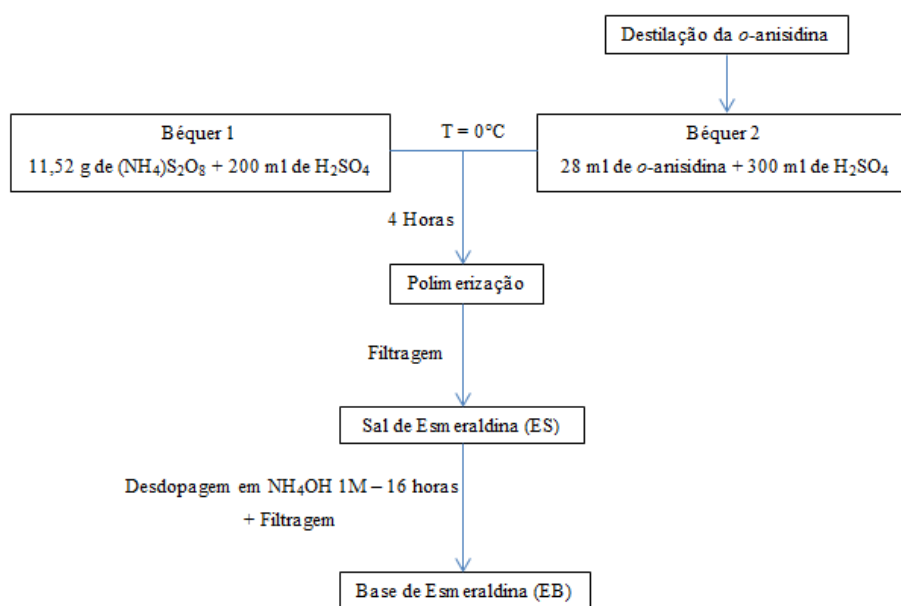 Destilação da o-anisidina
Béquer 1
11,52 g de (NH₄)S₂O₈ + 200 ml de H₂SO₄
T = 0°C
Béquer 2
28 ml de o-anisidina + 300 ml de H₂SO₄
4 Horas
Polimerização
Filtragem
Sal de Esmeraldina (ES)
Desdopagem em NH₄OH 1M – 16 horas
+ Filtragem
Base de Esmeraldina (EB)